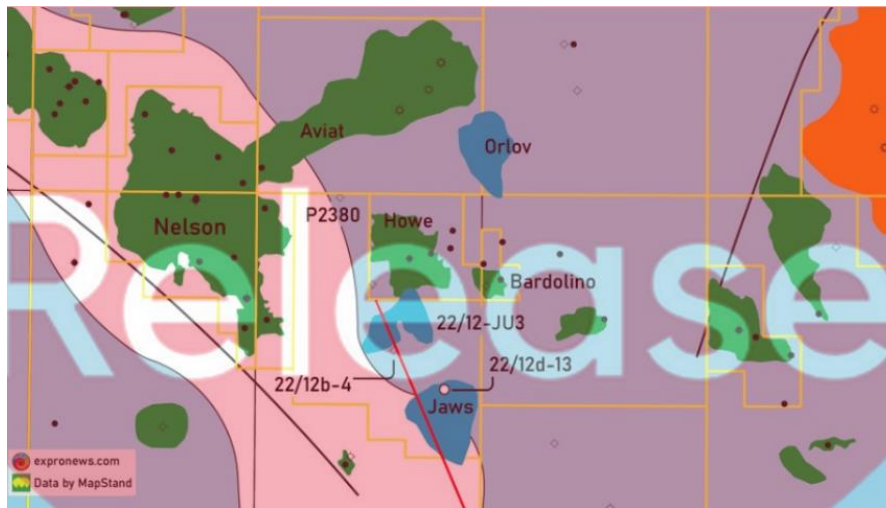 Aviat
Orlov
P2380
Howe
Nelson
Release
Bardolino
22/12-JU3
22/12b-4
22/12d-13
Jaws
expronews.com
Data by MapStand